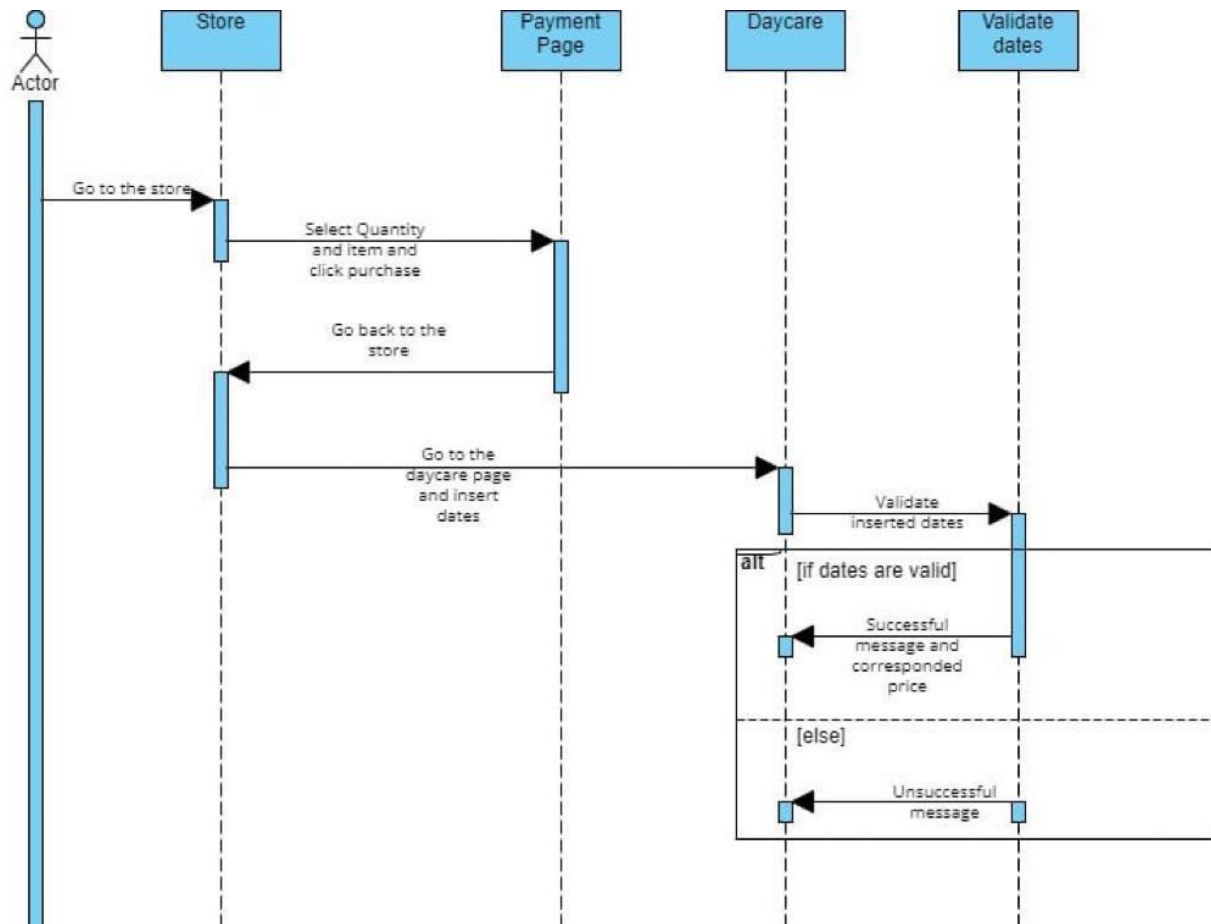 Store
Payment
Page
Daycare
Validate
dates
Actor
Go to the store
Select Quantity
and item and
click purchase
Go back to the
store
Go to the
daycare page
and insert
dates
Validate
inserted dates
alt
[if dates are valid]
Successful
message and
corresponded
price
[else]
Unsuccessful
message